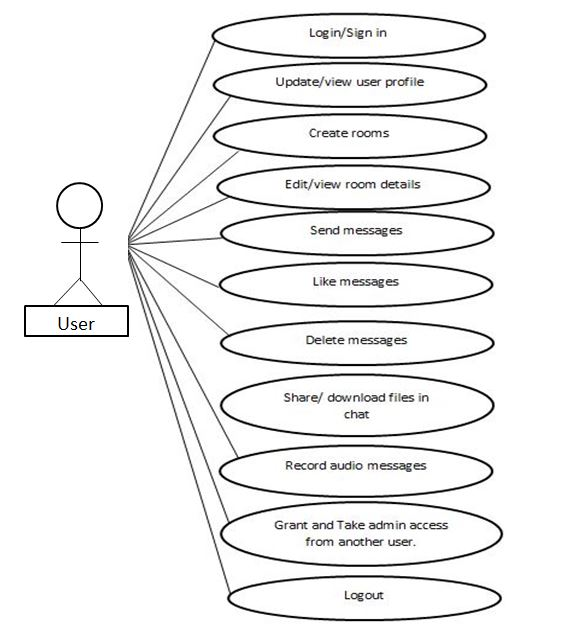 Login/Sign in
Update/view user profile
Create rooms
Edit/view room details
Send messages
Like messages
Delete messages
Share/ download files in
chat
Record audio messages
Grant and Take admin access
from another user.
Logout
User